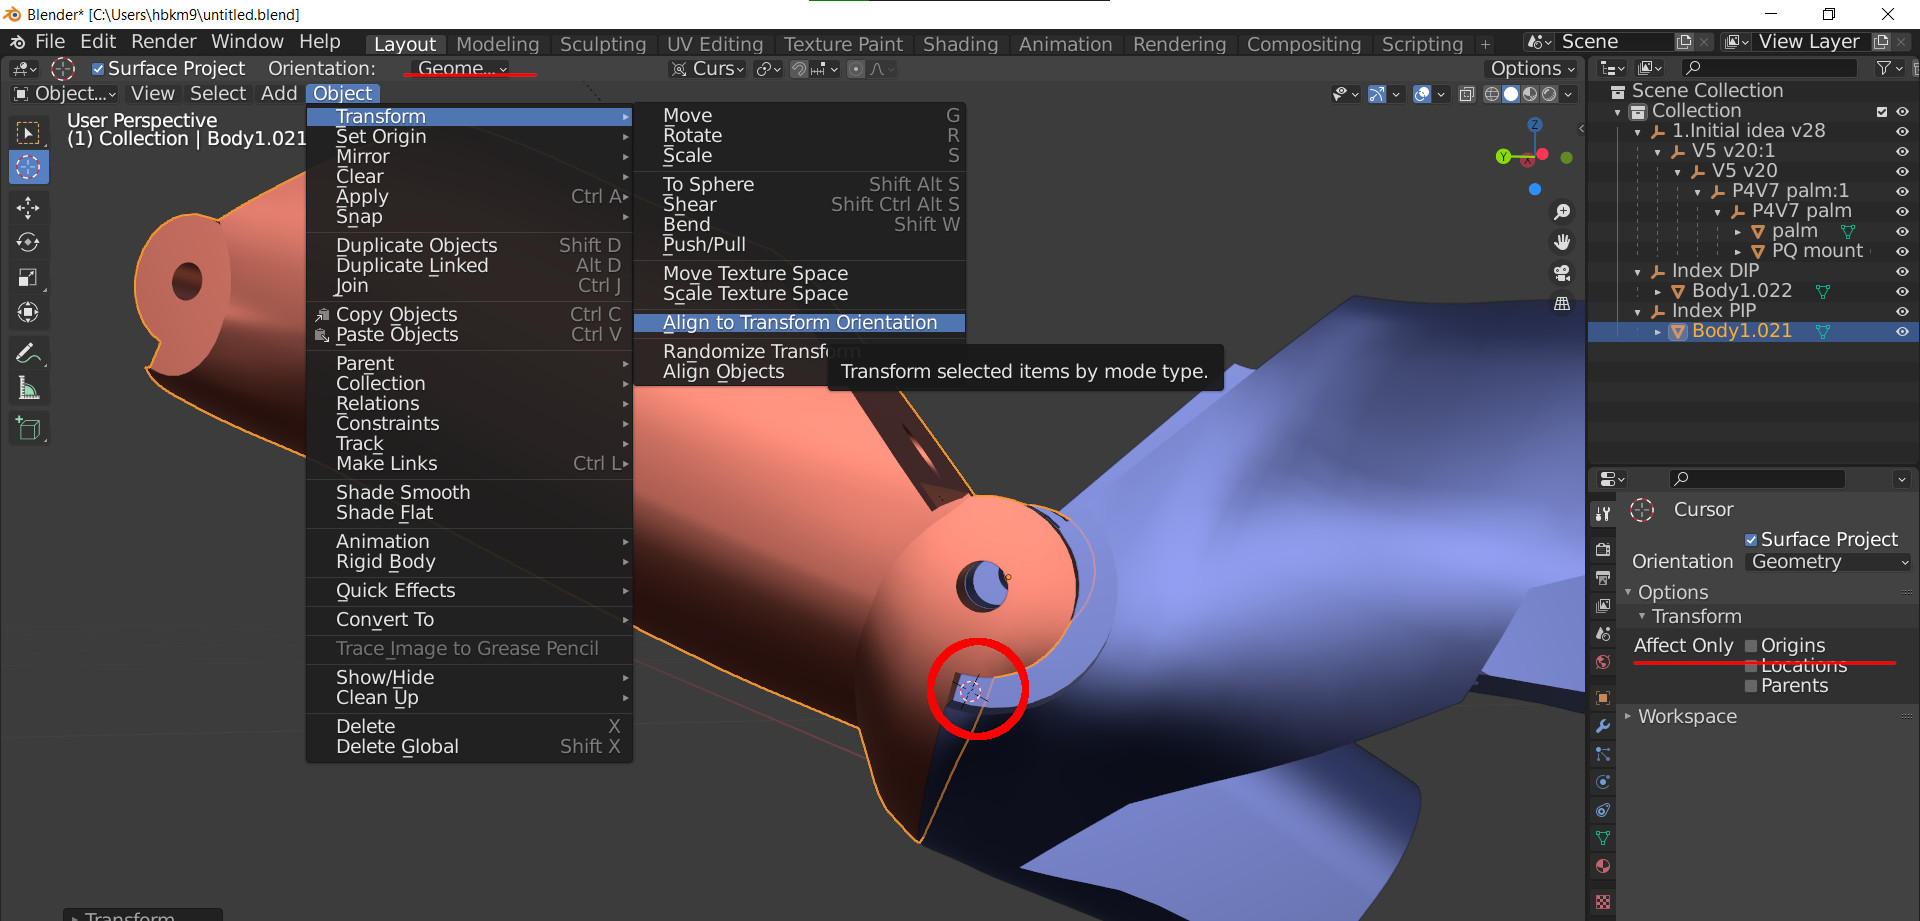 Blender* [C:\Users\hbkm9\untitled.blend]
File Edit Render Window Help Layout Modeling Sculpting UV Editing Texture Paint Shading Animation Rendering Compositing Scripting + Scene View Layer
Surface Project Orientation: Geome... Curs Options
Object... View Select Add Object
User Perspective
(1) Collection | Body1.021
Transform
Set Origin
Mirror
Clear
Apply Ctrl A
Snap
Duplicate Objects Shift D
Duplicate Linked Alt D
Join Ctrl J
Copy Objects Ctrl C
Paste Objects Ctrl V
Parent
Collection
Relations
Constraints
Track
Make Links Ctrl L
Shade Smooth
Shade Flat
Animation
Rigid Body
Quick Effects
Convert To
Trace Image to Grease Pencil
Show/Hide
Clean Up
Delete X
Delete Global Shift X
Move G
Rotate R
Scale S
To Sphere Shift Alt S
Shear Shift Ctrl Alt S
Bend Shift W
Push/Pull
Move Texture Space
Scale Texture Space
Align to Transform Orientation
Randomize Transform
Align Objects
Transform selected items by mode type.
Z
Y
X
Scene Collection
Collection
1.Initial idea v28
V5 v20:1
V5 v20
P4V7 palm:1
P4V7 palm
palm
PQ mount
Index DIP
Body1.022
Index PIP
Body1.021
Cursor
Surface Project
Orientation Geometry
Options
Transform
Affect Only Origins
Locations
Parents
Workspace
Transform